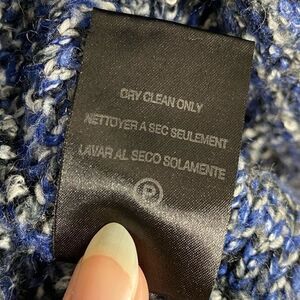 DRY CLEAN ONLY
NETTOYER A SEC SEULEMENT
LAVAR AL SECO SOLAMENTE
P